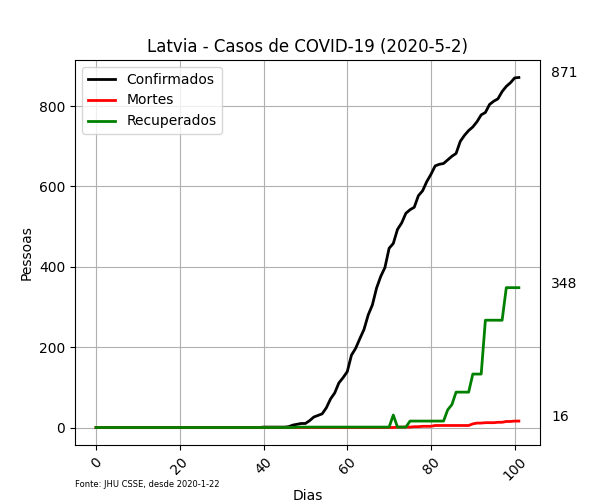 Latvia - Casos de COVID-19 (2020-5-2)
Confirmados
Mortes
Recuperados
871
348
16
Pessoas
800
600
400
200
0
0
20
40
60
80
100
Dias
Fonte: JHU CSSE, desde 2020-1-22